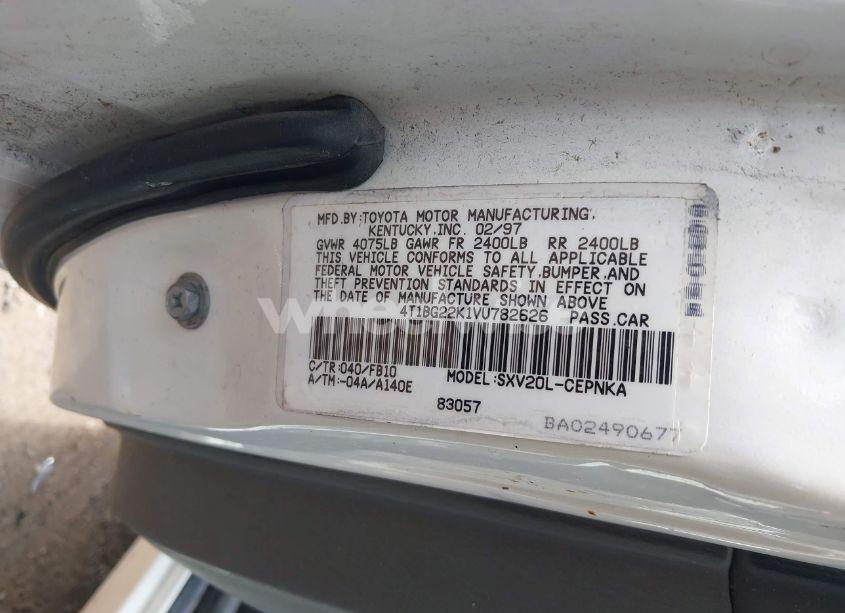 MFD.BY:TOYOTA MOTOR MANUFACTURING,
KENTUCKY,INC. 02/97
GVWR 4075LB GAWR FR 2400LB RR 2400LB
THIS VEHICLE CONFORMS TO ALL APPLICABLE
FEDERAL MOTOR VEHICLE SAFETY,BUMPER,AND
THEFT PREVENTION STANDARDS IN EFFECT ON
THE DATE OF MANUFACTURE SHOWN ABOVE
4T1BG22K1VU782626 PASS.CAR
C/TR:040/FB10 MODEL:SXV20L-CEPNKA
A/TM:-04A/A140E
83057
BA02490677